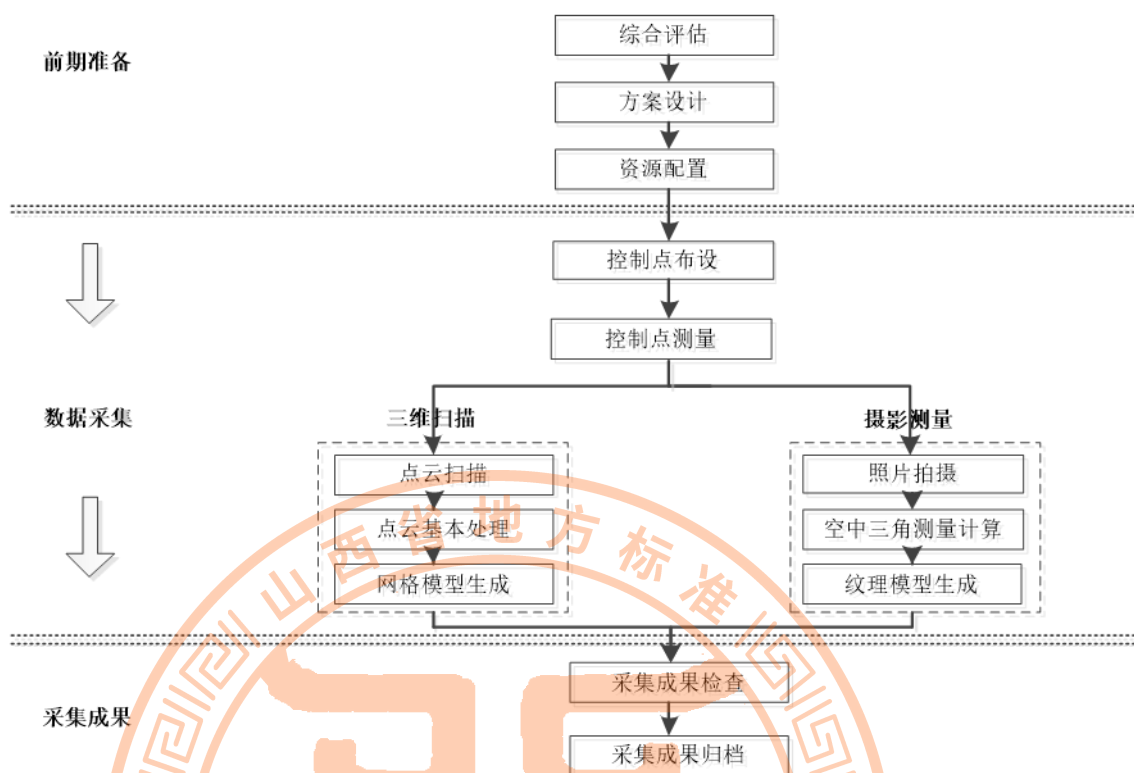 综合评估
前期准备
方案设计
资源配置
控制点布设
控制点测量
数据采集
三维扫描
摄影测量
点云扫描
照片拍摄
点云基本处理
空中三角测量计算
网格模型生成
纹理模型生成
山西省地方标准
采集成果检查
采集成果
采集成果归档